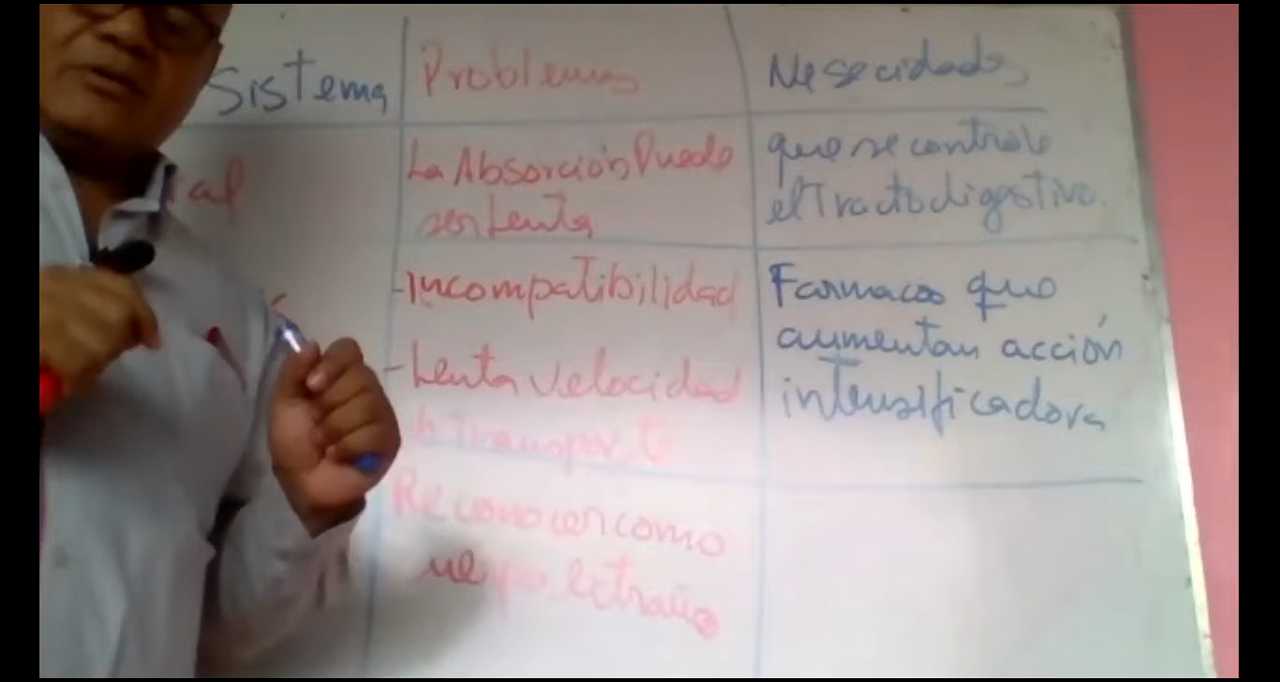 Sistema
Problemas
Nesecidades
al
La Absorción Puede
ser Lenta
que se controle
el Tracto digestivo.
-Incompatibilidad
-Lenta Velocidad
Transporte
Farmacos que
aumentan acción
intensificadora
Reconocer como
extraño